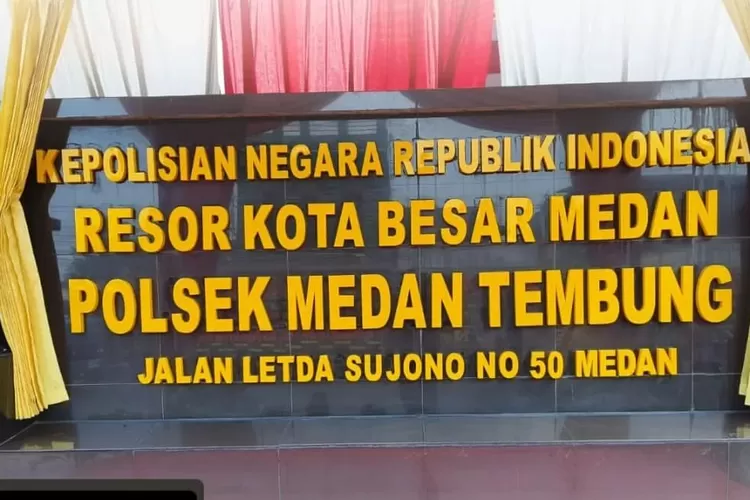 KEPOLISIAN NEGARA REPUBLIK INDONESIA
RESOR KOTA BESAR MEDAN
POLSEK MEDAN TEMBUNG
JALAN LETDA SUJONO NO 50 MEDAN